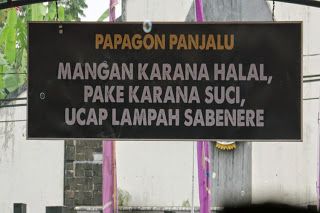 PAPAGON PANJALU
MANGAN KARANA HALAL,
PAKE KARANA SUCI,
UCAP LAMPAH SABENERE